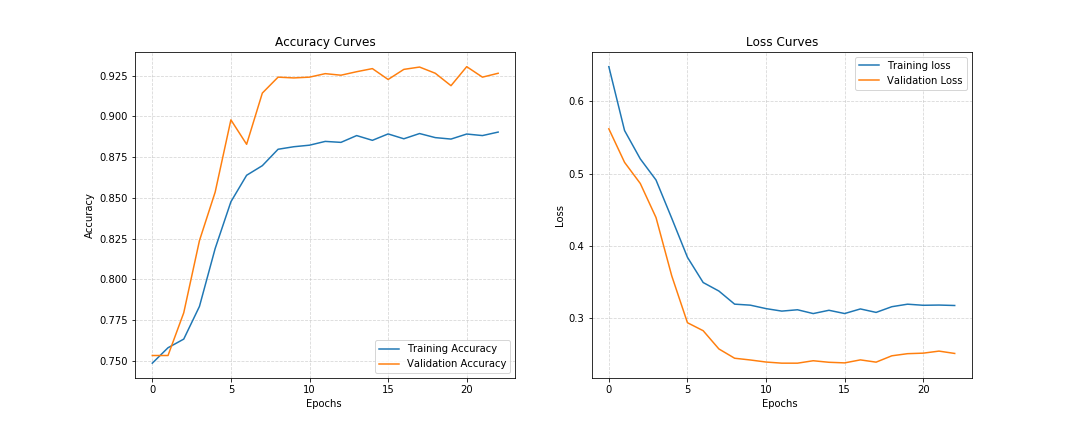 Accuracy Curves
0.925
0.900
0.875
0.850
0.825
0.800
0.775
0.750
Accuracy
Training Accuracy
Validation Accuracy
0 5 10 15 20
Epochs
Loss Curves
Training loss
Validation Loss
0.6
0.5
0.4
0.3
Loss
0 5 10 15 20
Epochs